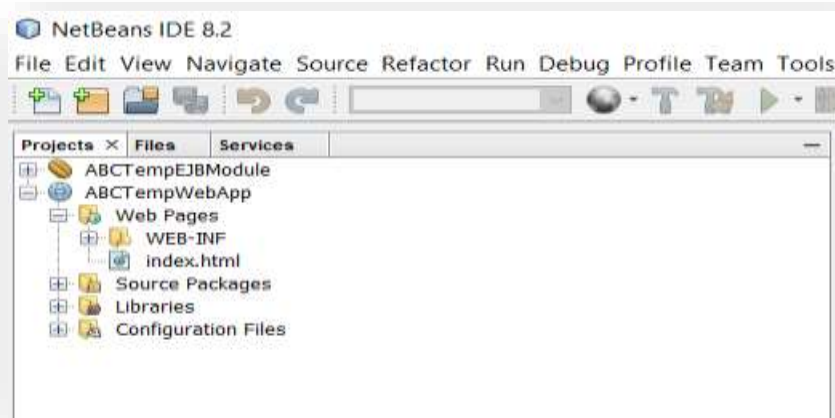 NetBeans IDE 8.2
File Edit View Navigate Source Refactor Run Debug Profile Team Tools
Projects × Files Services
ABCTempEJBModule
ABCTempWebApp
Web Pages
WEB-INF
index.html
Source Packages
Libraries
Configuration Files